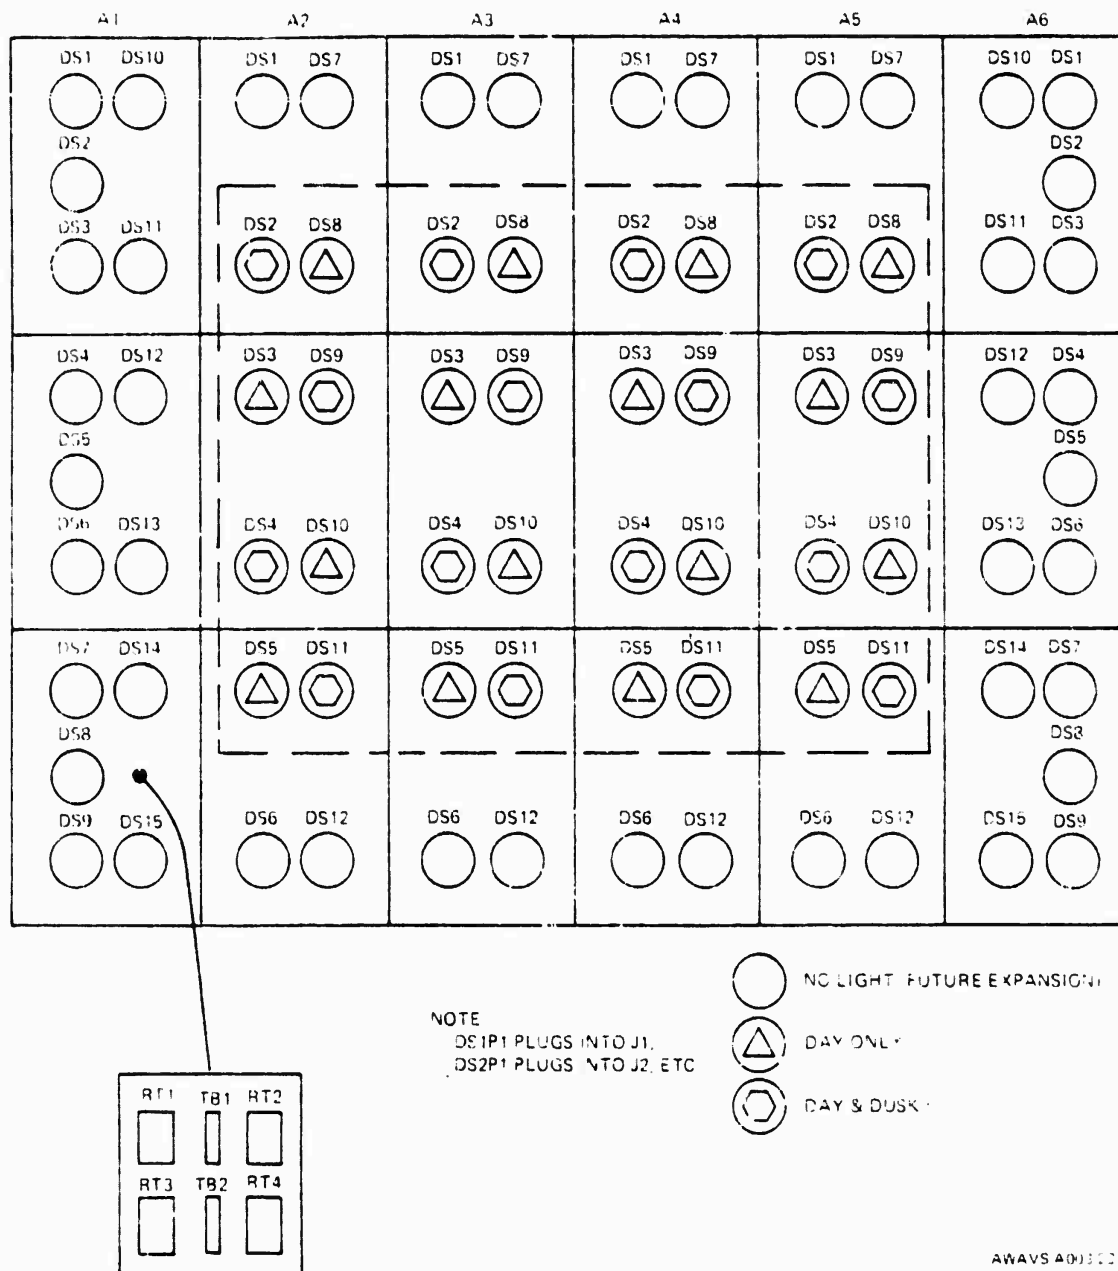 A1 A2 A3 A4 A5 A6
DS1 DS10 DS1 DS7 DS1 DS7 DS1 DS7 DS1 DS7 DS10 DS1
DS2 DS2
DS3 DS11 DS2 DS8 DS2 DS8 DS2 DS8 DS2 DS8 DS11 DS3
DS4 DS12 DS3 DS9 DS3 DS9 DS3 DS9 DS3 DS9 DS12 DS4
DS5 DS5
DS6 DS13 DS4 DS10 DS4 DS10 DS4 DS10 DS4 DS10 DS13 DS6
DS7 DS14 DS5 DS11 DS5 DS11 DS5 DS11 DS5 DS11 DS14 DS7
DS8 DS8
DS9 DS15 DS6 DS12 DS6 DS12 DS6 DS12 DS6 DS12 DS15 DS9
NO LIGHT FUTURE EXPANSION
NOTE
DS1P1 PLUGS INTO J1,
DS2P1 PLUGS INTO J2, ETC
DAY ONLY
DAY & DUSK
RT1 TB1 RT2
RT3 TB2 RT4
AWAVS